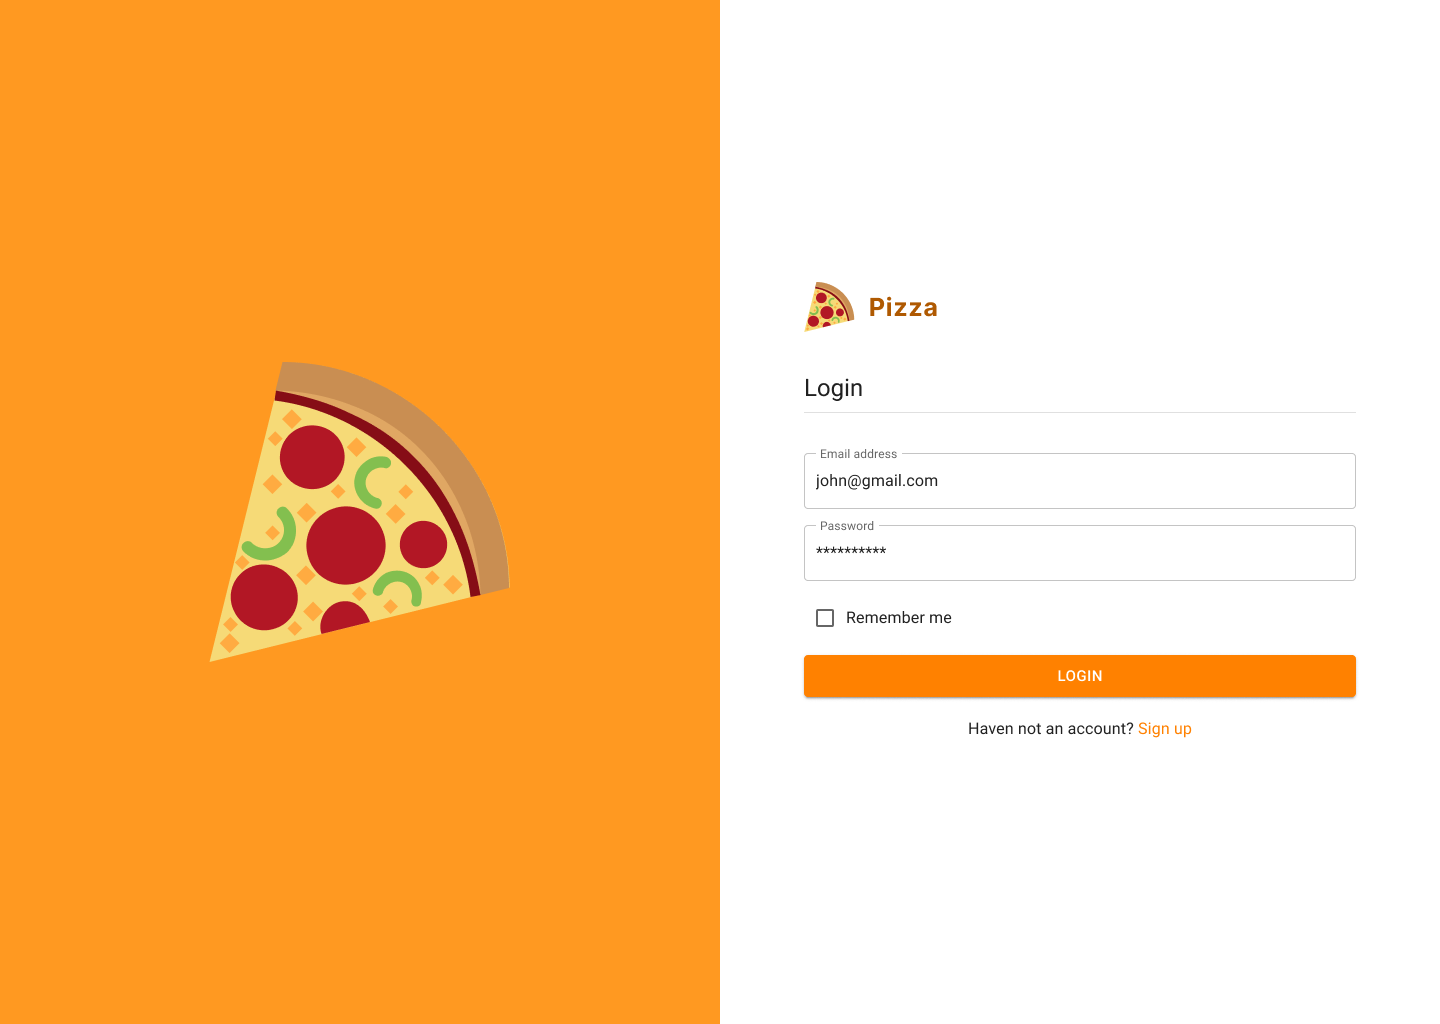 Pizza
Login
Email address
john@gmail.com
Password
**********
Remember me
LOGIN
Haven not an account? Sign up